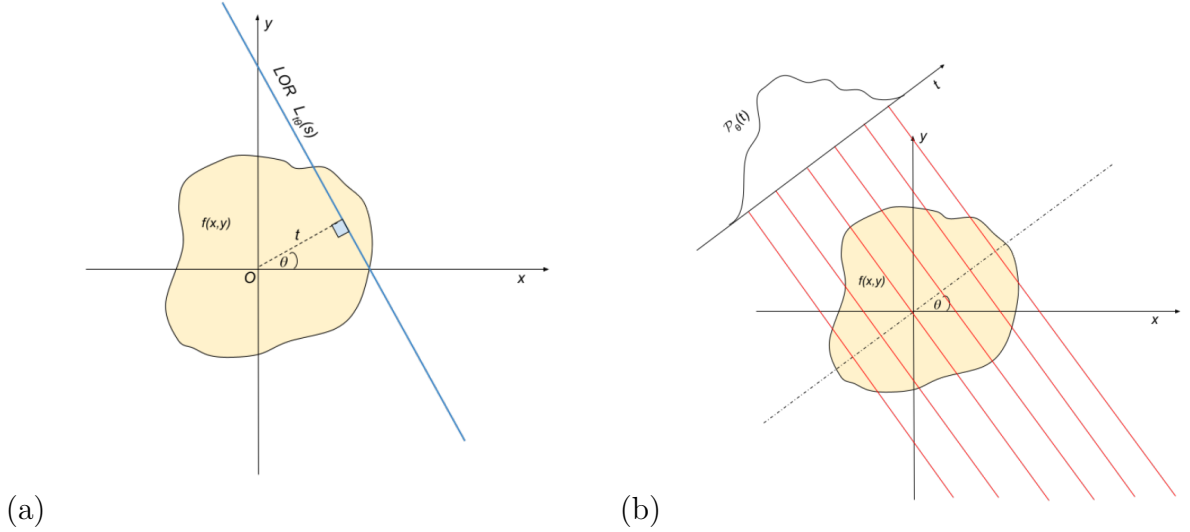 y
LOR L_{tθ}(s)
f(x,y)
t
θ
O
x
(a)
t
𝒫_θ(t)
y
f(x,y)
θ
x
(b)